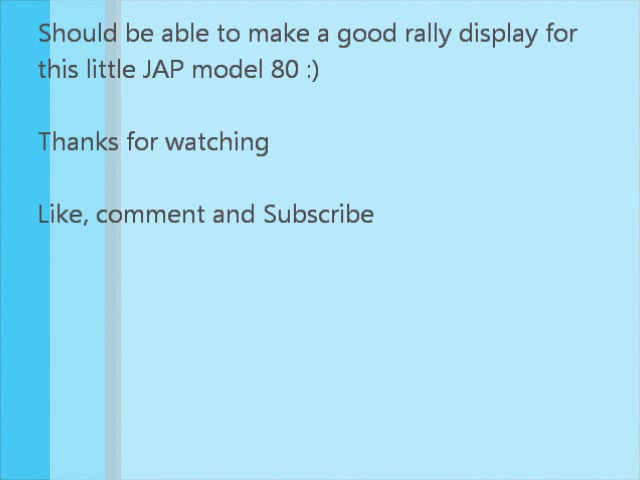 Should be able to make a good rally display for
this little JAP model 80 :)
Thanks for watching
Like, comment and Subscribe